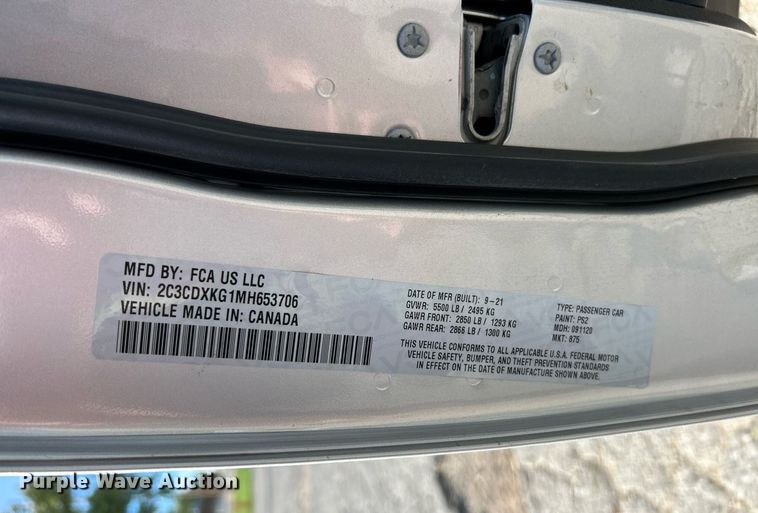 MFD BY: FCA US LLC
VIN: 2C3CDXKG1MH653706
VEHICLE MADE IN: CANADA
DATE OF MFR (BUILT): 9-21
GVWR: 5500 LB / 2495 KG
GAWR FRONT: 2850 LB / 1293 KG
GAWR REAR: 2866 LB / 1300 KG
TYPE: PASSENGER CAR
PAINT: PS2
MDH: 091120
MKT: 875
THIS VEHICLE CONFORMS TO ALL APPLICABLE U.S.A. FEDERAL MOTOR
VEHICLE SAFETY, BUMPER, AND THEFT PREVENTION STANDARDS
IN EFFECT ON THE DATE OF MANUFACTURE SHOWN ABOVE.
Purple Wave Auction